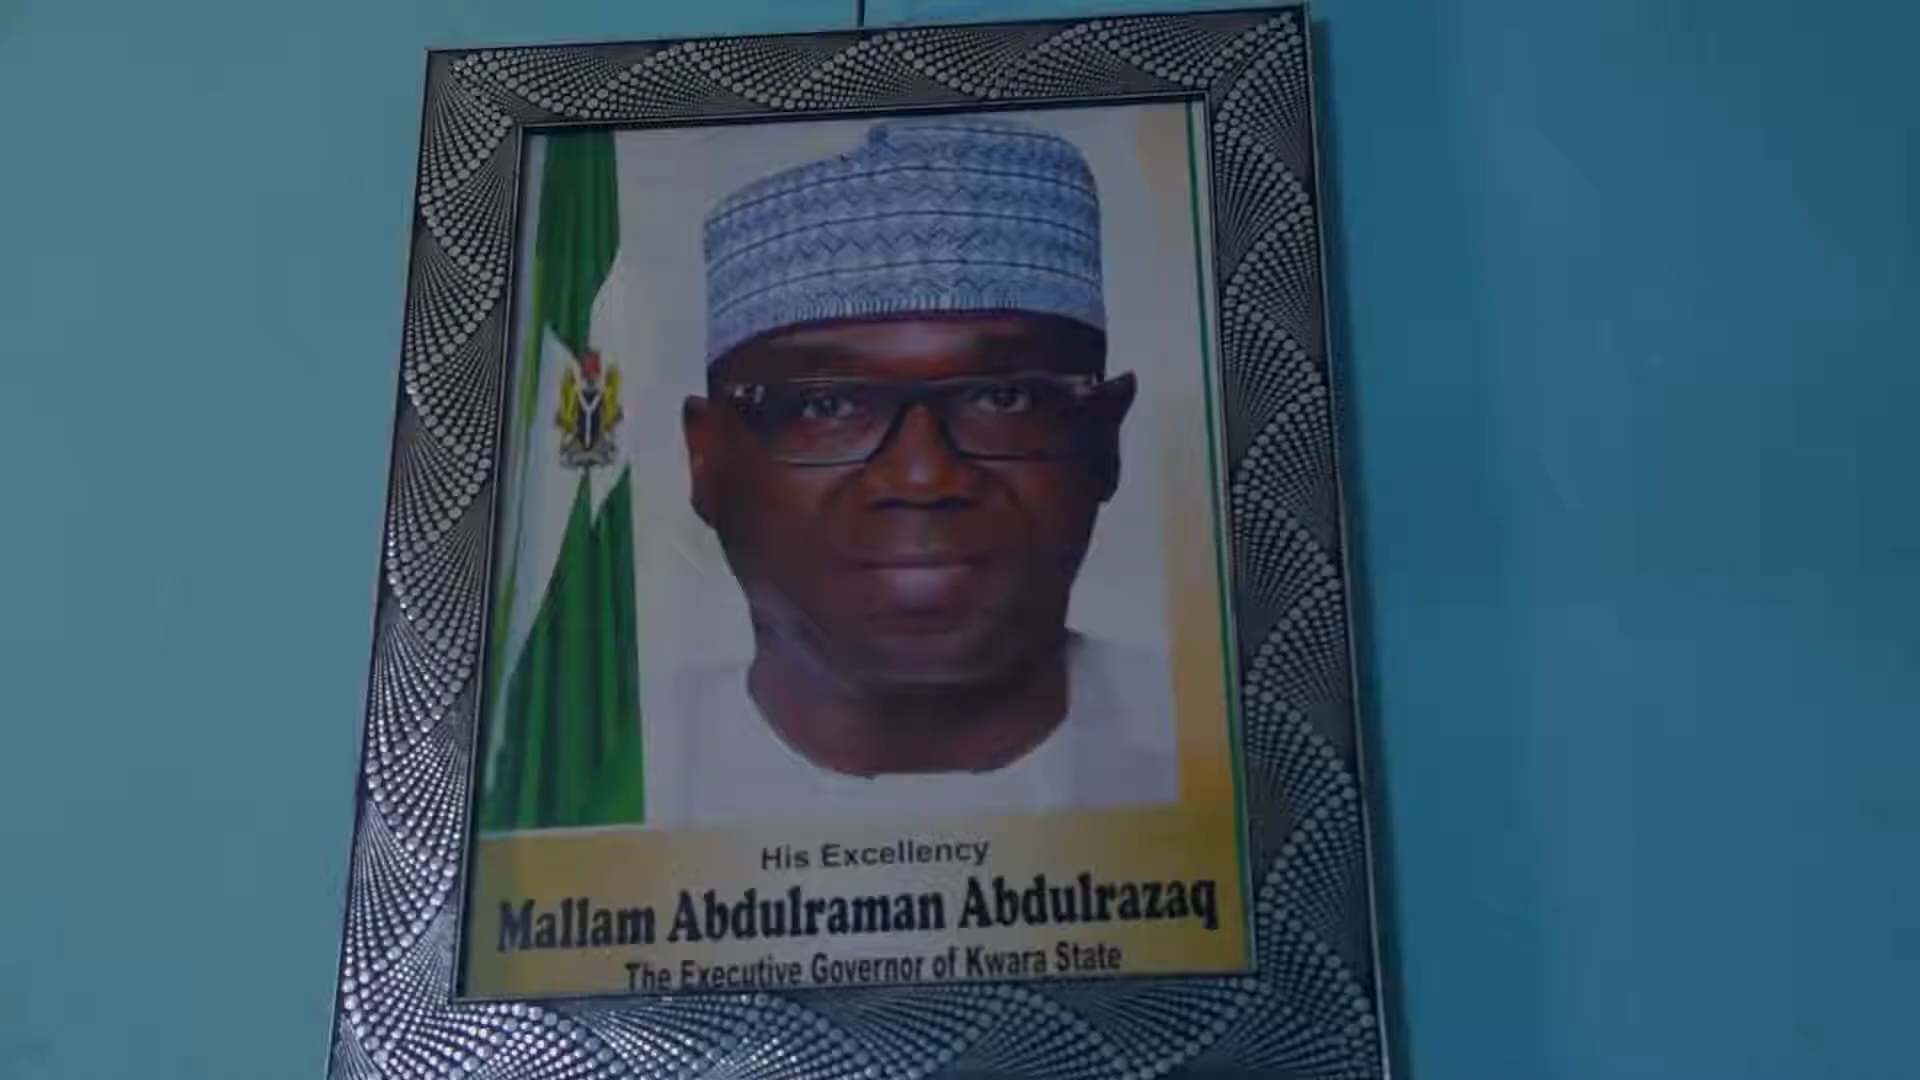 His Excellency
Mallam Abdulraman Abdulrazaq
The Executive Governor of Kwara State